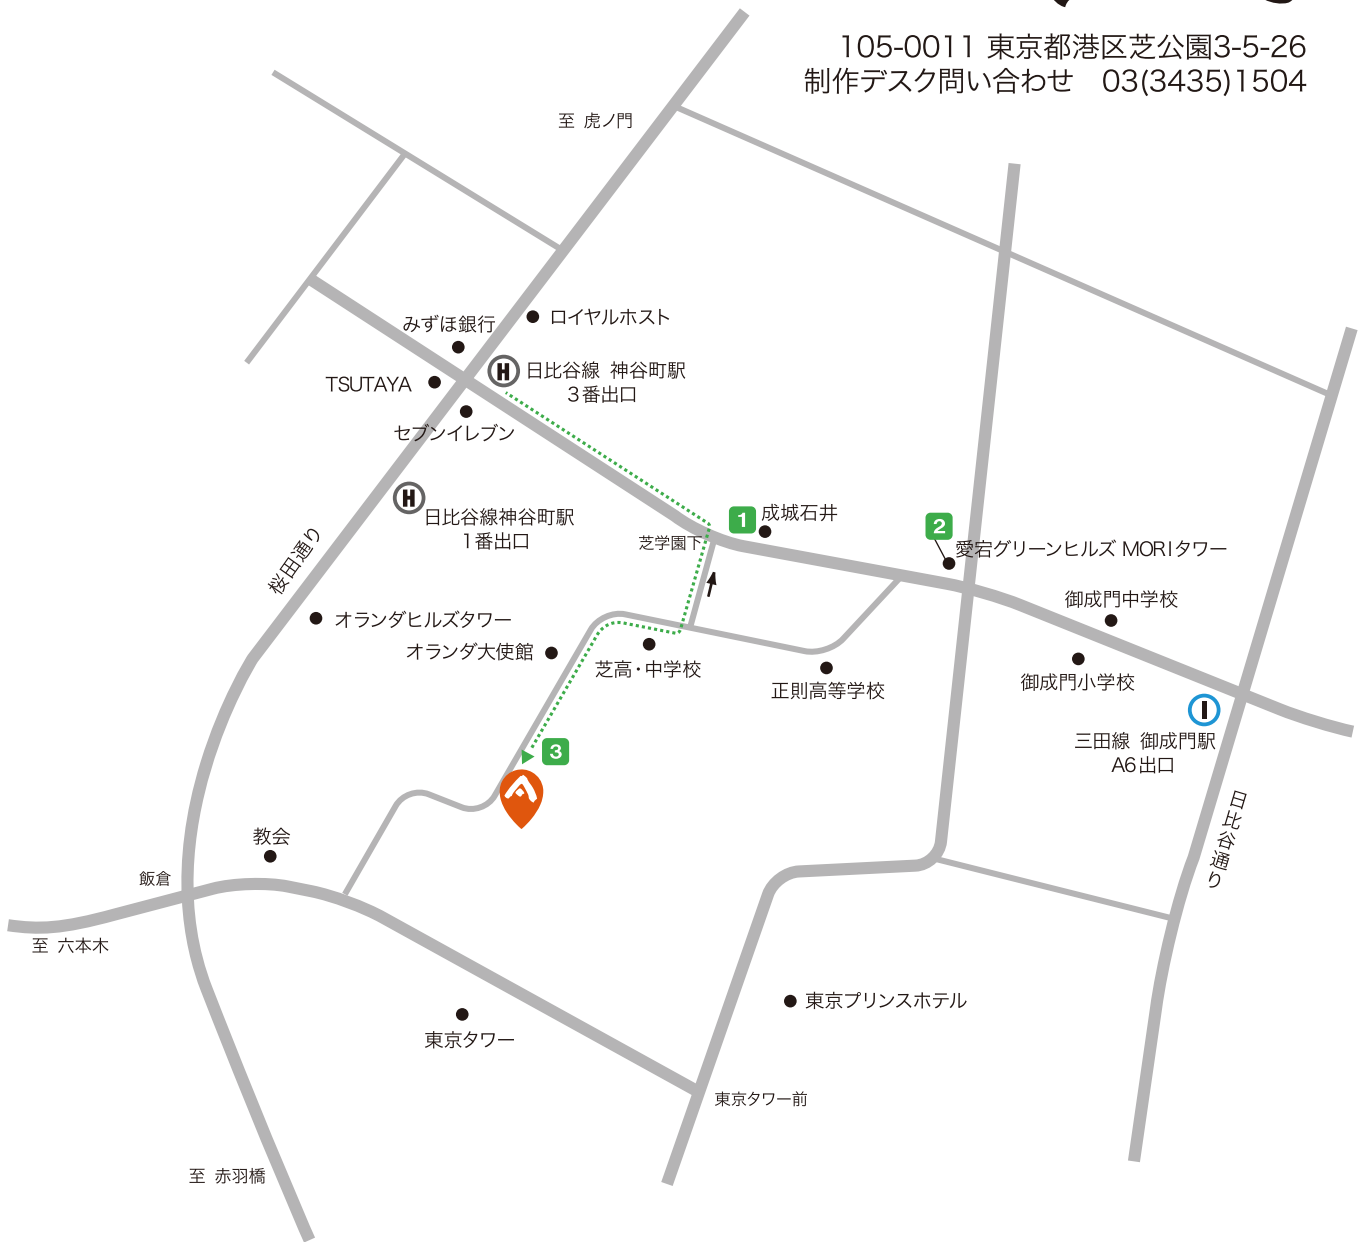 105-0011 東京都港区芝公園3-5-26
制作デスク問い合わせ　03(3435)1504
至 虎ノ門
みずほ銀行
ロイヤルホスト
TSUTAYA
H
日比谷線 神谷町駅
3番出口
セブンイレブン
H
日比谷線神谷町駅
1番出口
桜田通り
芝学園下
1
成城石井
2
愛宕グリーンヒルズ MORIタワー
御成門中学校
御成門小学校
オランダヒルズタワー
オランダ大使館
芝高・中学校
正則高等学校
I
三田線 御成門駅
A6出口
3
日比谷通り
教会
飯倉
至 六本木
東京タワー
東京プリンスホテル
東京タワー前
至 赤羽橋